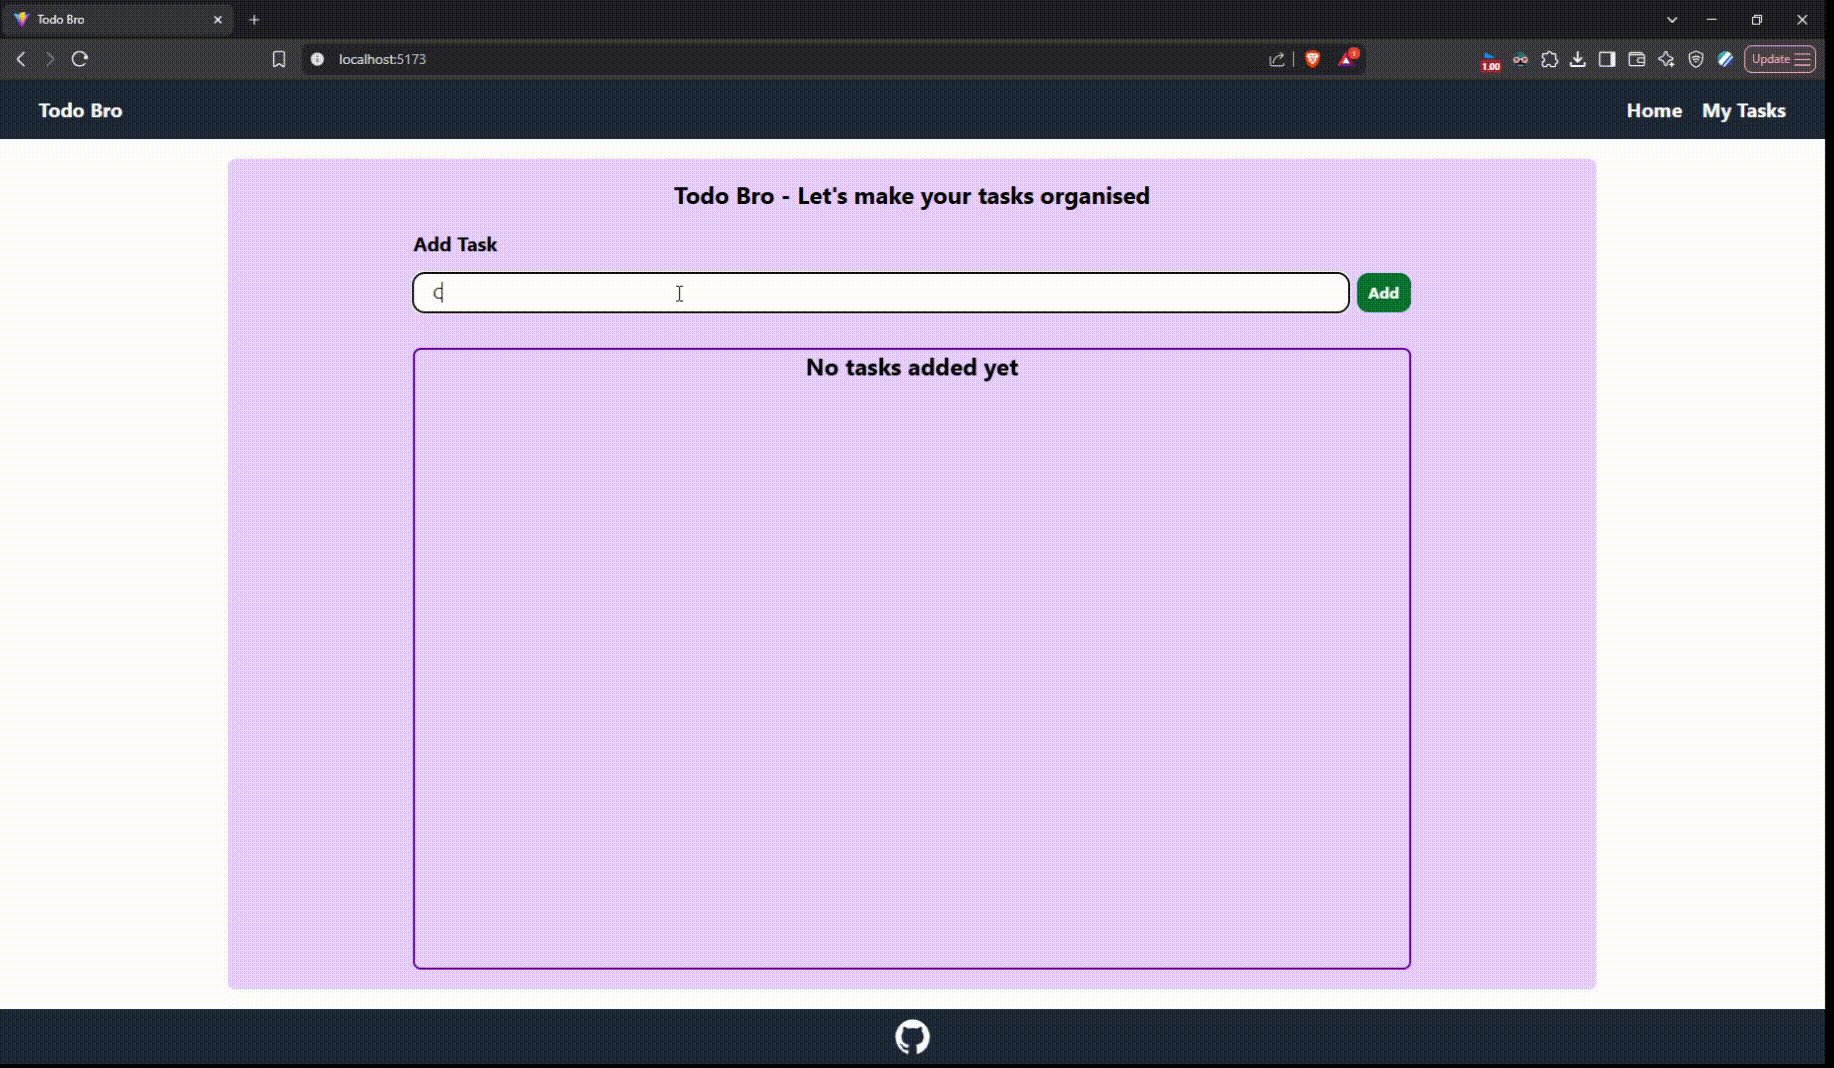 Todo Bro
localhost:5173
1
1.00
Update
Todo Bro
Home
My Tasks
Todo Bro - Let's make your tasks organised
Add Task
C
Add
No tasks added yet